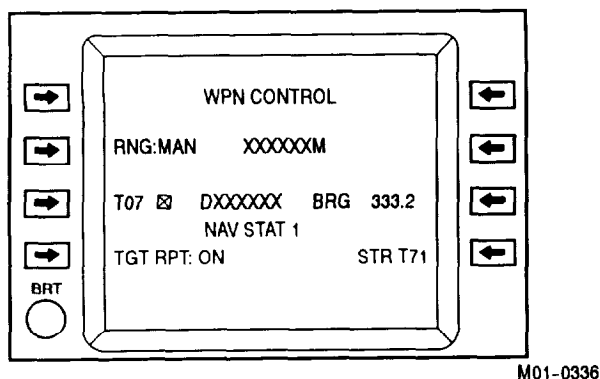 WPN CONTROL
RNG:MAN XXXXXXM
T07 ☒ DXXXXXX BRG 333.2
NAV STAT 1
TGT RPT: ON STR T71
BRT
M01-0336